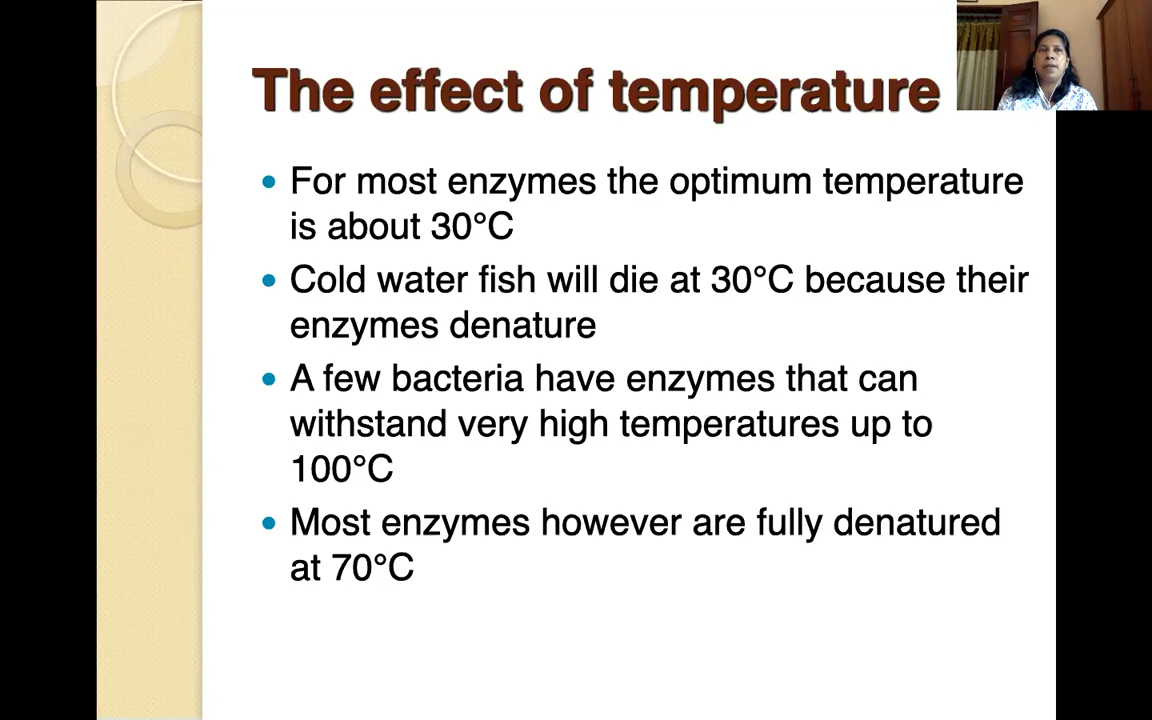 The effect of temperature
• For most enzymes the optimum temperature
is about 30°C
• Cold water fish will die at 30°C because their
enzymes denature
• A few bacteria have enzymes that can
withstand very high temperatures up to
100°C
• Most enzymes however are fully denatured
at 70°C